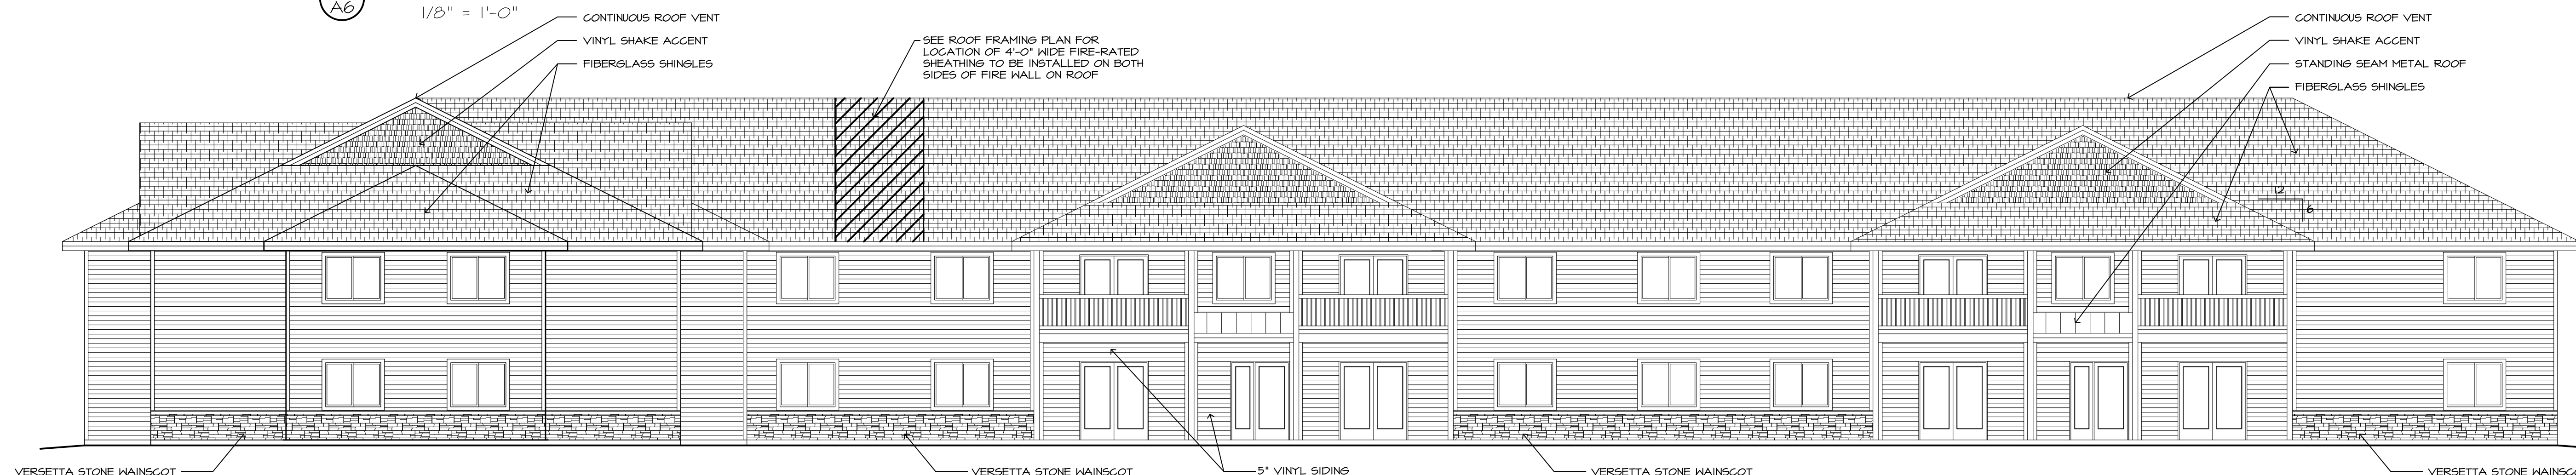 A6
1/8" = 1'-0"
CONTINUOUS ROOF VENT
VINYL SHAKE ACCENT
FIBERGLASS SHINGLES
SEE ROOF FRAMING PLAN FOR
LOCATION OF 4'-0" WIDE FIRE-RATED
SHEATHING TO BE INSTALLED ON BOTH
SIDES OF FIRE WALL ON ROOF
CONTINUOUS ROOF VENT
VINYL SHAKE ACCENT
STANDING SEAM METAL ROOF
FIBERGLASS SHINGLES
12
6
VERSETTA STONE WAINSCOT
VERSETTA STONE WAINSCOT
5" VINYL SIDING
VERSETTA STONE WAINSCOT
VERSETTA STONE WAINSCO